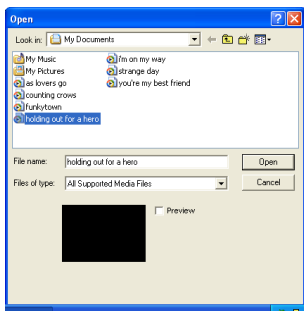 Open
Look in: My Documents
My Music
My Pictures
as lovers go
counting crows
funkytown
holding out for a hero
i'm on my way
strange day
you're my best friend
File name: holding out for a hero Open
Files of type: All Supported Media Files Cancel
Preview